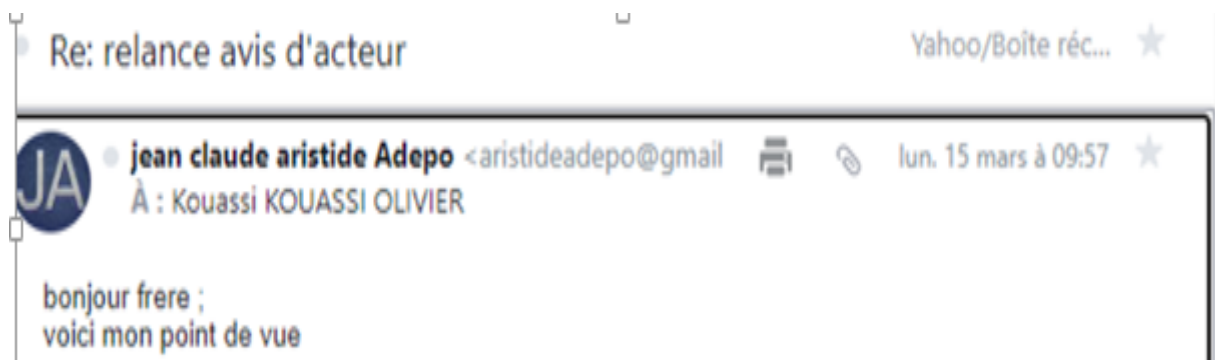 Re: relance avis d'acteur
Yahoo/Boîte réc...
JA
jean claude aristide Adepo <aristideadepo@gmail
lun. 15 mars à 09:57
À : Kouassi KOUASSI OLIVIER
bonjour frere ;
voici mon point de vue